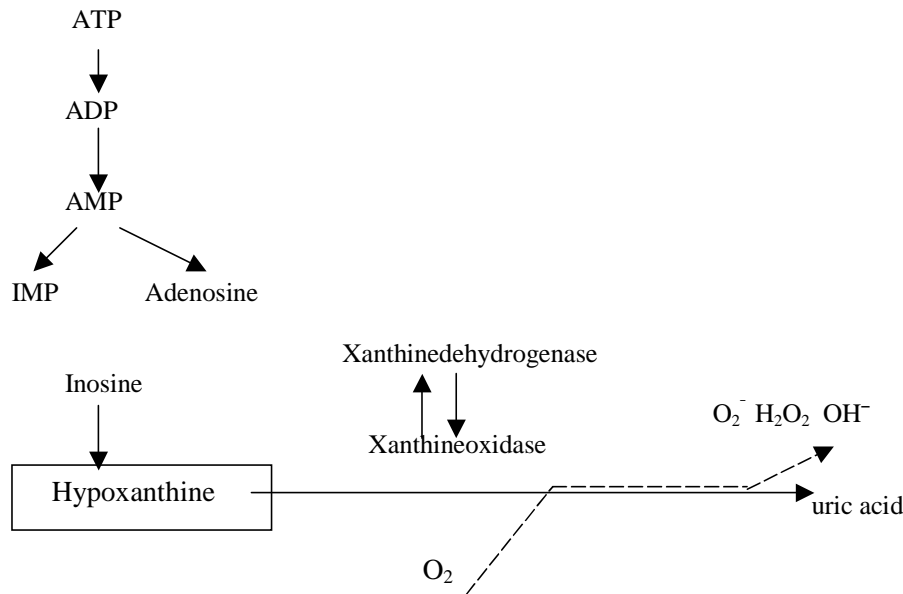 ATP
ADP
AMP
IMP Adenosine
Xanthinedehydrogenase
Inosine
O₂⁻ H₂O₂ OH⁻
Xanthineoxidase
Hypoxanthine
uric acid
O₂